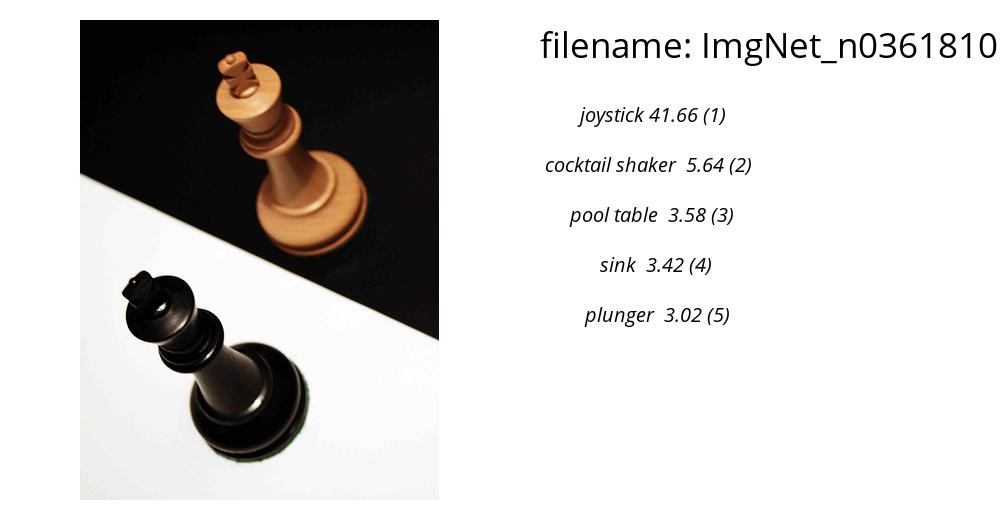 filename: ImgNet_n0361810
joystick 41.66 (1)
cocktail shaker 5.64 (2)
pool table 3.58 (3)
sink 3.42 (4)
plunger 3.02 (5)